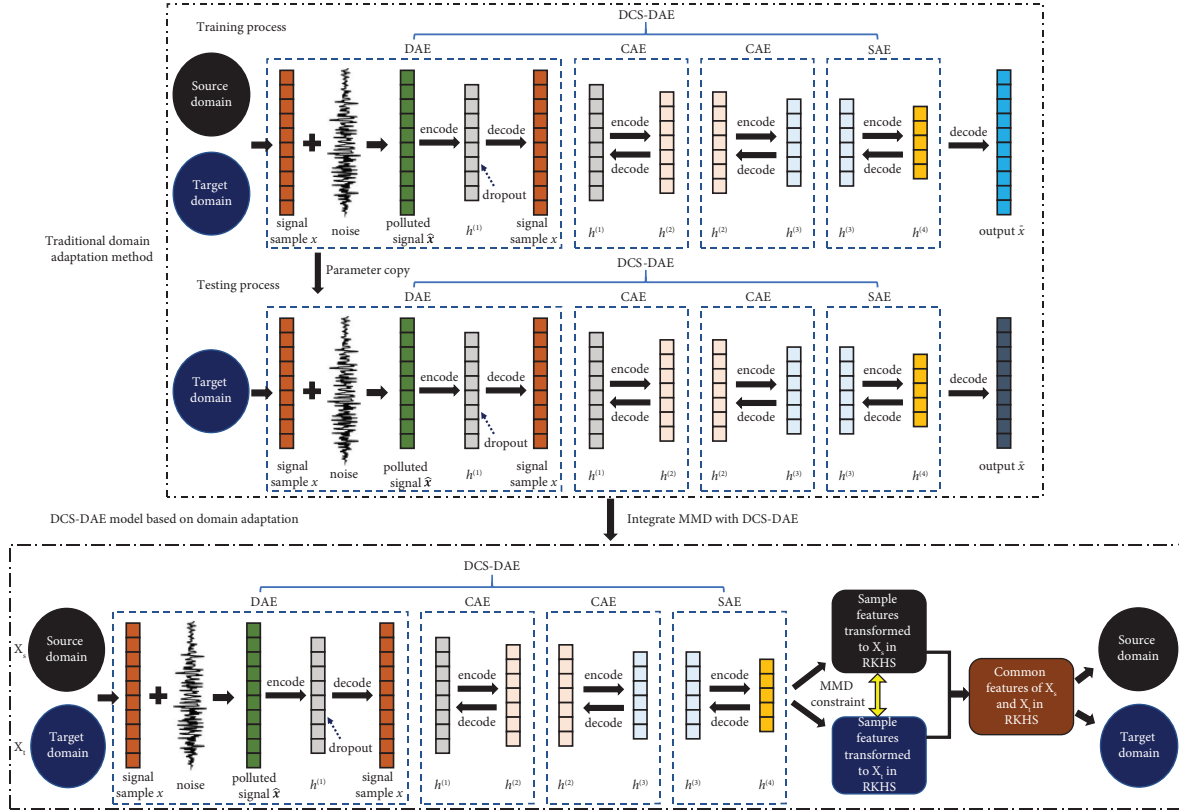 DCS-DAE
Training process
DAE
CAE
CAE
SAE
Source
domain
Target
domain
encode
decode
dropout
encode
decode
encode
decode
encode
decode
decode
signal
sample x
noise
polluted
signal x̂
h(1)
signal
sample x
h(1)
h(2)
h(2)
h(3)
h(3)
h(4)
output x̄
Traditional domain
adaptation method
Parameter copy
Testing process
DCS-DAE
DAE
CAE
CAE
SAE
Target
domain
encode
decode
dropout
encode
decode
encode
decode
encode
decode
decode
signal
sample x
noise
polluted
signal x̂
h(1)
signal
sample x
h(1)
h(2)
h(2)
h(3)
h(3)
h(4)
output x̄
DCS-DAE model based on domain adaptation
Integrate MMD with DCS-DAE
DCS-DAE
DAE
CAE
CAE
SAE
Xs
Source
domain
Xt
Target
domain
encode
decode
dropout
encode
decode
encode
decode
encode
decode
signal
sample x
noise
polluted
signal x̂
h(1)
signal
sample x
h(1)
h(2)
h(2)
h(3)
h(3)
h(4)
Sample
features
transformed
to Xs in
RKHS
MMD
constraint
Sample
features
transformed
to Xt in
RKHS
Common
features of Xs
and Xt in
RKHS
Source
domain
Target
domain